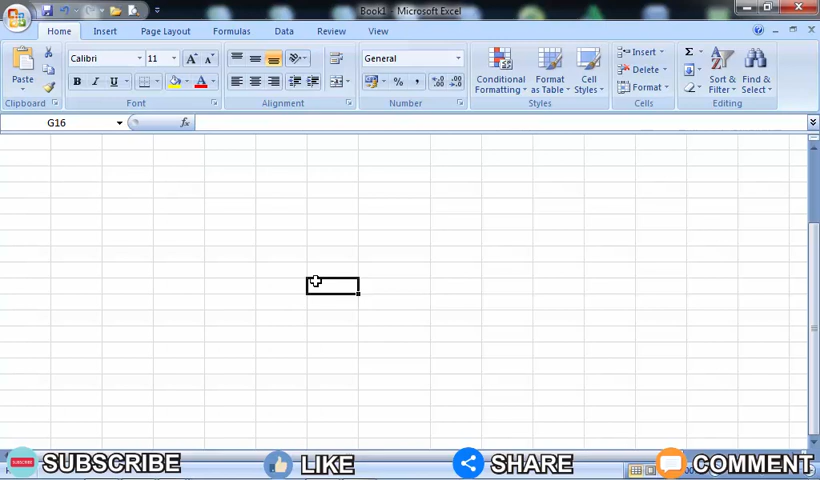 Book1 - Microsoft Excel
Home Insert Page Layout Formulas Data Review View
Paste
Calibri 11
B I U
A
General
% ,
Conditional Formatting
Format as Table
Cell Styles
Insert
Delete
Format
Σ
Sort & Filter
Find & Select
Clipboard Font Alignment Number Styles Cells Editing
G16 fx
SUBSCRIBE LIKE SHARE COMMENT